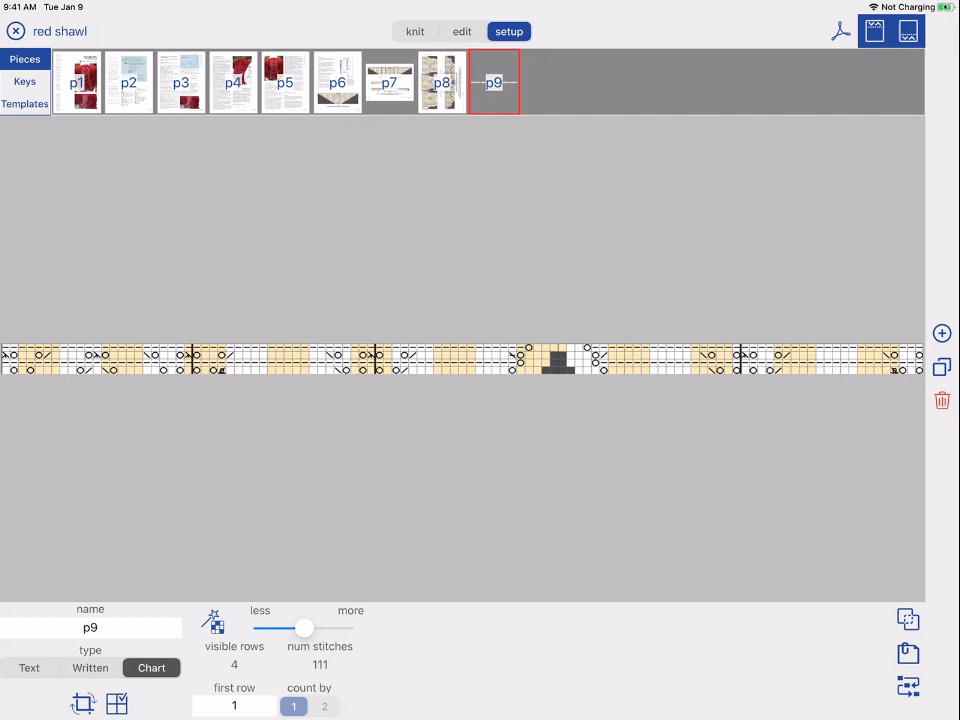 9:41 AM Tue Jan 9
Not Charging
red shawl
knit
edit
setup
Pieces
Keys
Templates
p1
p2
p3
p4
p5
p6
p7
p8
p9
name
p9
type
Text
Written
Chart
less
more
visible rows
num stitches
4
111
first row
count by
1
1
2